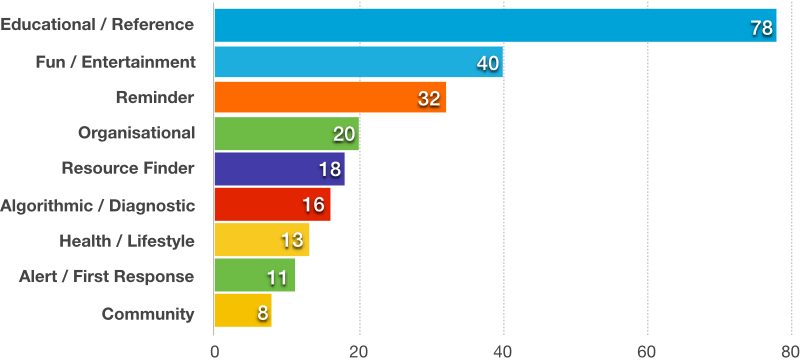 Educational / Reference 78
Fun / Entertainment 40
Reminder 32
Organisational 20
Resource Finder 18
Algorithmic / Diagnostic 16
Health / Lifestyle 13
Alert / First Response 11
Community 8
0 20 40 60 80